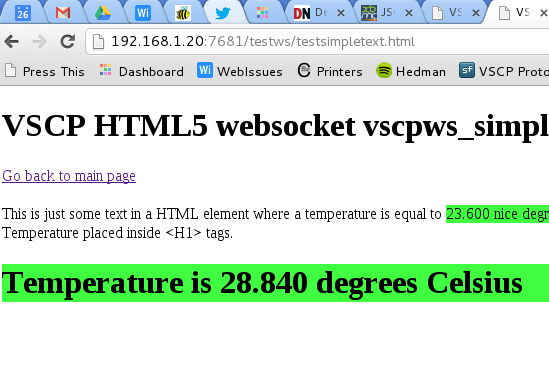 26
Wi
DN De
JS
VS
VS
192.168.1.20:7681/testws/testsimpletext.html
Press This
Dashboard
Wi WebIssues
Printers
Hedman
sf VSCP Proto
VSCP HTML5 websocket vscpws_simpl
Go back to main page
This is just some text in a HTML element where a temperature is equal to 23.600 nice degr
Temperature placed inside <H1> tags.
Temperature is 28.840 degrees Celsius